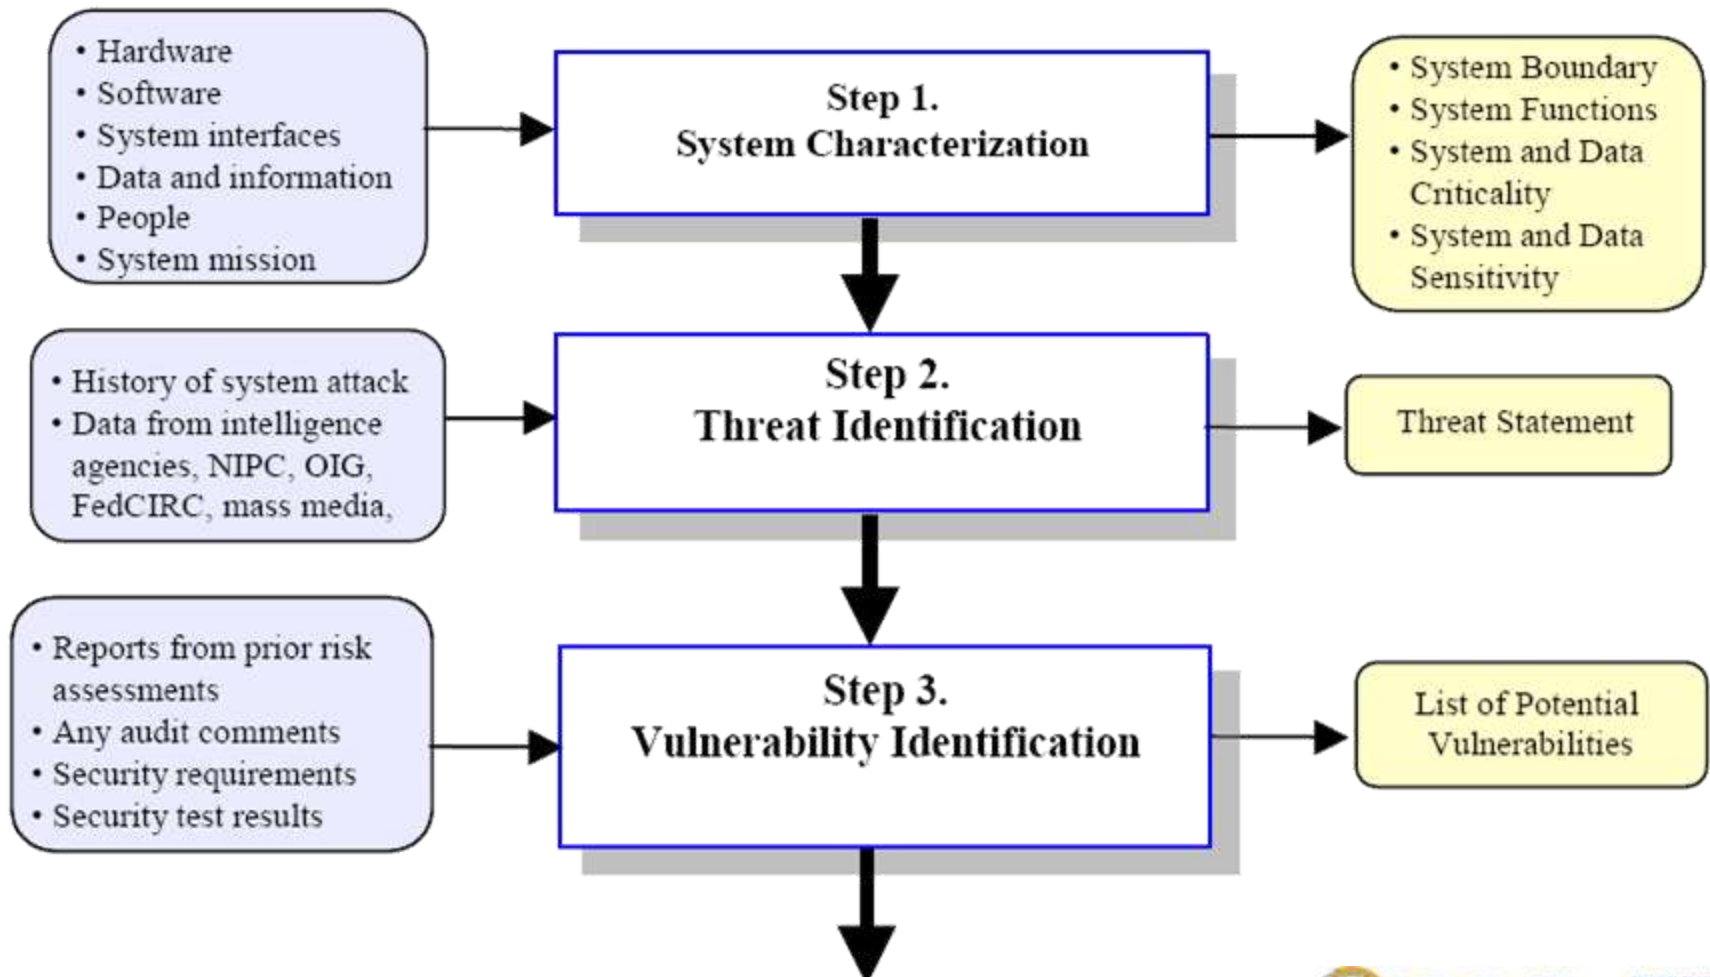 • Hardware
• Software
• System interfaces
• Data and information
• People
• System mission
Step 1.
System Characterization
• System Boundary
• System Functions
• System and Data
Criticality
• System and Data
Sensitivity
• History of system attack
• Data from intelligence
agencies, NIPC, OIG,
FedCIRC, mass media,
Step 2.
Threat Identification
Threat Statement
• Reports from prior risk
assessments
• Any audit comments
• Security requirements
• Security test results
Step 3.
Vulnerability Identification
List of Potential
Vulnerabilities